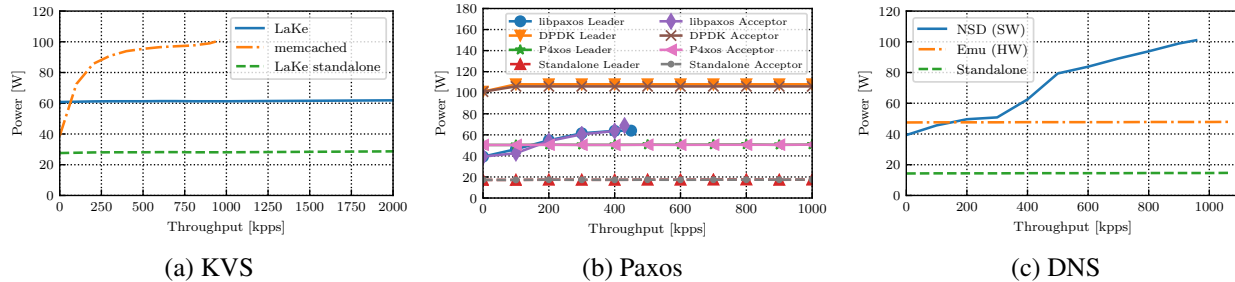 120
100
80
60
40
20
0
Power [W]
LaKe
memcached
LaKe standalone
0 250 500 750 1000 1250 1500 1750 2000
Throughput [kpps]
(a) KVS
180
160
140
120
100
80
60
40
20
0
Power [W]
libpaxos Leader
DPDK Leader
P4xos Leader
Standalone Leader
libpaxos Acceptor
DPDK Acceptor
P4xos Acceptor
Standalone Acceptor
0 200 400 600 800 1000
Throughput [kpps]
(b) Paxos
120
100
80
60
40
20
0
Power [W]
NSD (SW)
Emu (HW)
Standalone
0 200 400 600 800 1000
Throughput [kpps]
(c) DNS